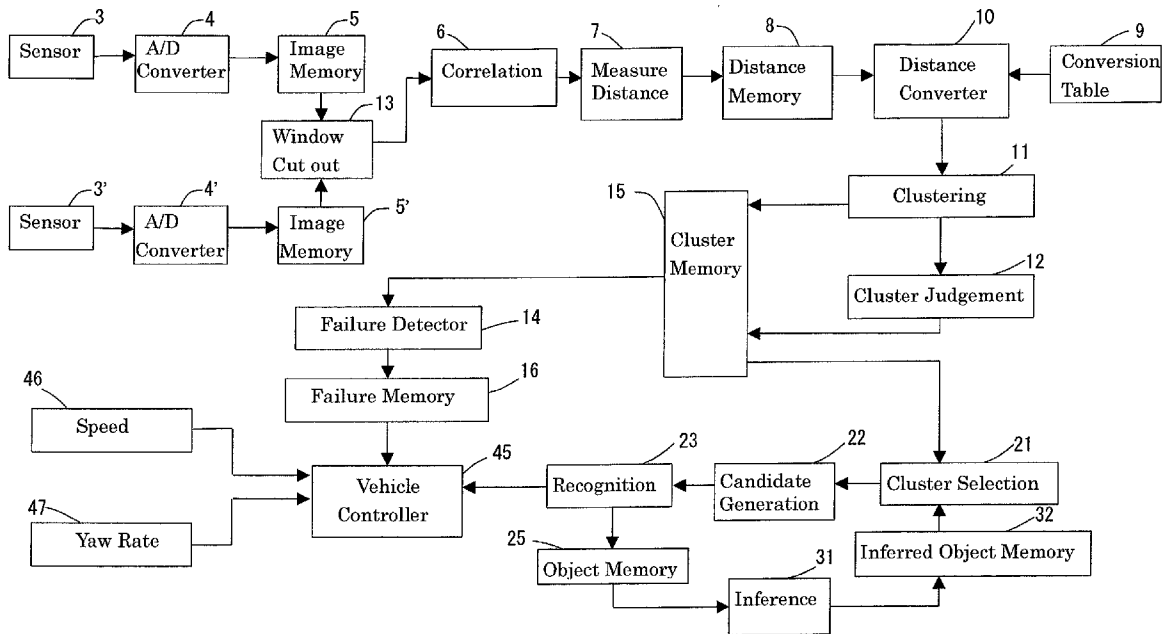 3
Sensor
4
A/D
Converter
5
Image
Memory
13
Window
Cut out
3'
Sensor
4'
A/D
Converter
5'
Image
Memory
6
Correlation
7
Measure
Distance
8
Distance
Memory
10
Distance
Converter
9
Conversion
Table
11
Clustering
15
Cluster
Memory
12
Cluster Judgement
14
Failure Detector
16
Failure Memory
46
Speed
47
Yaw Rate
45
Vehicle
Controller
23
Recognition
22
Candidate
Generation
21
Cluster Selection
32
Inferred Object Memory
25
Object Memory
31
Inference